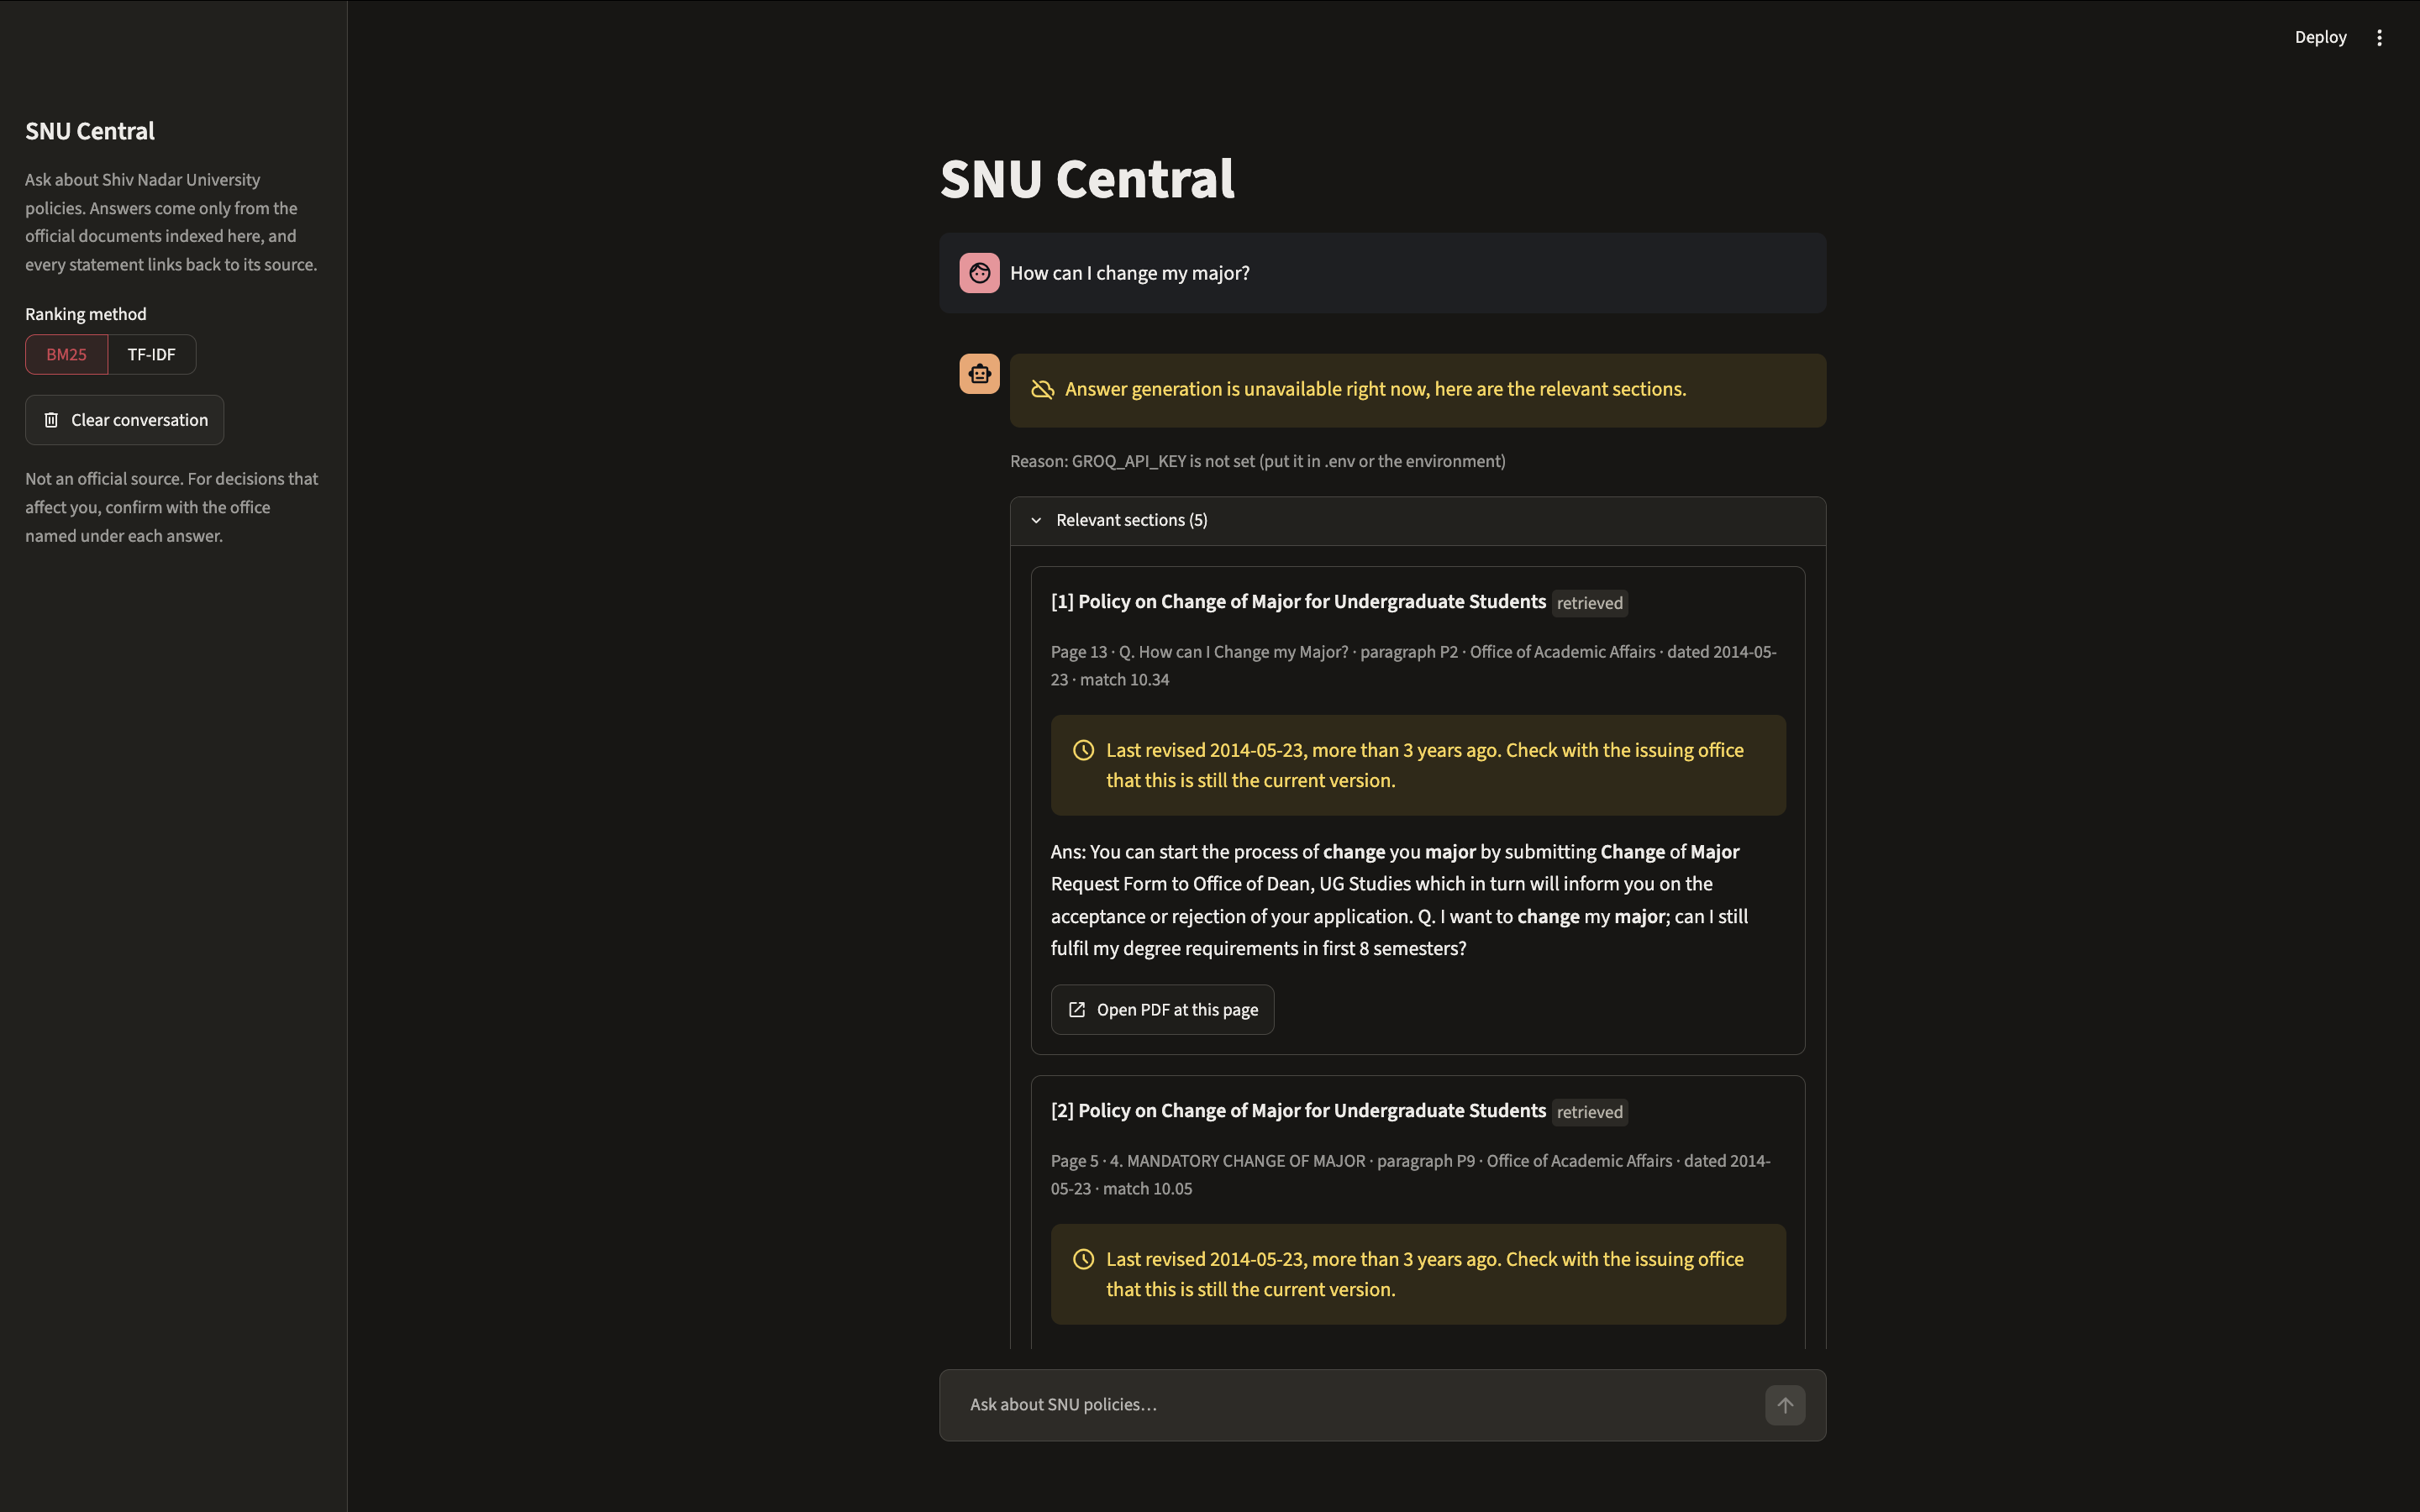 Deploy
SNU Central
Ask about Shiv Nadar University
policies. Answers come only from the
official documents indexed here, and
every statement links back to its source.
Ranking method
BM25 TF-IDF
Clear conversation
Not an official source. For decisions that
affect you, confirm with the office
named under each answer.
SNU Central
How can I change my major?
Answer generation is unavailable right now, here are the relevant sections.
Reason: GROQ_API_KEY is not set (put it in .env or the environment)
Relevant sections (5)
[1] Policy on Change of Major for Undergraduate Students retrieved
Page 13 · Q. How can I Change my Major? · paragraph P2 · Office of Academic Affairs · dated 2014-05-
23 · match 10.34
Last revised 2014-05-23, more than 3 years ago. Check with the issuing office
that this is still the current version.
Ans: You can start the process of change you major by submitting Change of Major
Request Form to Office of Dean, UG Studies which in turn will inform you on the
acceptance or rejection of your application. Q. I want to change my major; can I still
fulfil my degree requirements in first 8 semesters?
Open PDF at this page
[2] Policy on Change of Major for Undergraduate Students retrieved
Page 5 · 4. MANDATORY CHANGE OF MAJOR · paragraph P9 · Office of Academic Affairs · dated 2014-
05-23 · match 10.05
Last revised 2014-05-23, more than 3 years ago. Check with the issuing office
that this is still the current version.
Ask about SNU policies…